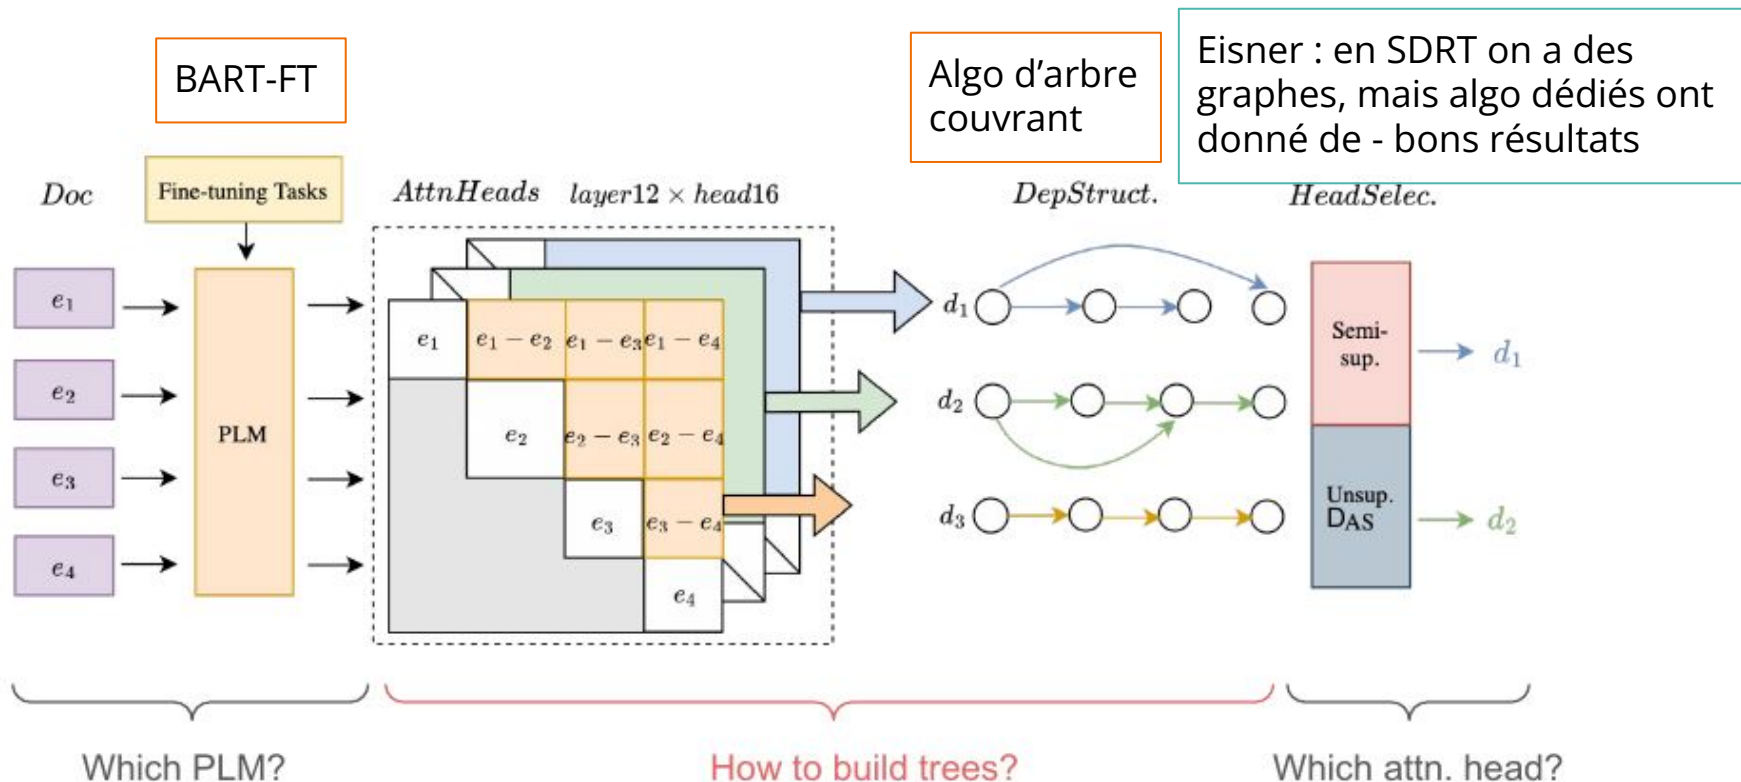 BART-FT
Algo d'arbre
couvrant
Eisner : en SDRT on a des
graphes, mais algo dédiés ont
donné de - bons résultats
Doc
Fine-tuning Tasks
AttnHeads layer12 × head16
DepStruct.
HeadSelec.
e₁
e₂
e₃
e₄
PLM
e₁ e₁ − e₂ e₁ − e₃ e₁ − e₄
e₂ e₂ − e₃ e₂ − e₄
e₃ e₃ − e₄
e₄
d₁
d₂
d₃
Semi-
sup.
d₁
Unsup.
DAS
d₂
Which PLM?
How to build trees?
Which attn. head?